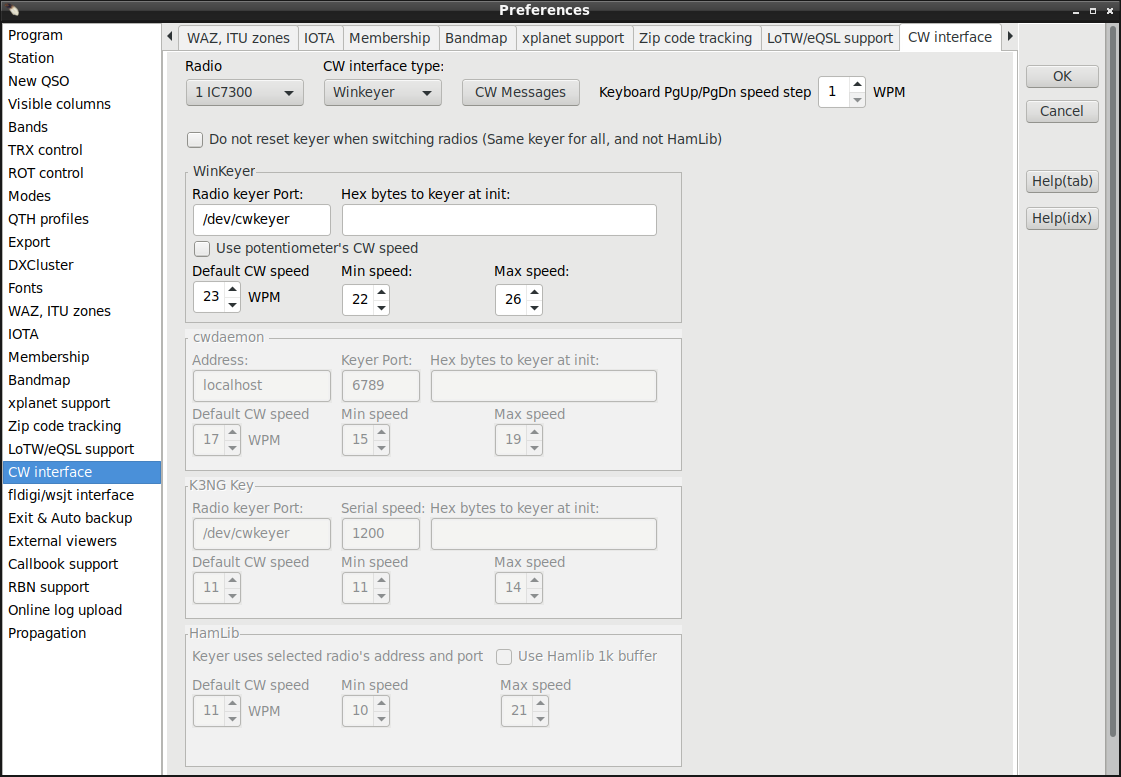 Preferences
Program
Station
New QSO
Visible columns
Bands
TRX control
ROT control
Modes
QTH profiles
Export
DXCluster
Fonts
WAZ, ITU zones
IOTA
Membership
Bandmap
xplanet support
Zip code tracking
LoTW/eQSL support
CW interface
fldigi/wsjt interface
Exit & Auto backup
External viewers
Callbook support
RBN support
Online log upload
Propagation
WAZ, ITU zones IOTA Membership Bandmap xplanet support Zip code tracking LoTW/eQSL support CW interface
Radio CW interface type:
1 IC7300 Winkeyer CW Messages Keyboard PgUp/PgDn speed step 1 WPM
Do not reset keyer when switching radios (Same keyer for all, and not HamLib)
WinKeyer
Radio keyer Port: Hex bytes to keyer at init:
/dev/cwkeyer
Use potentiometer's CW speed
Default CW speed Min speed: Max speed:
23 WPM 22 26
cwdaemon
Address: Keyer Port: Hex bytes to keyer at init:
localhost 6789
Default CW speed Min speed Max speed
17 WPM 15 19
K3NG Key
Radio keyer Port: Serial speed: Hex bytes to keyer at init:
/dev/cwkeyer 1200
Default CW speed Min speed Max speed
11 11 14
HamLib
Keyer uses selected radio's address and port Use Hamlib 1k buffer
Default CW speed Min speed Max speed
11 WPM 10 21
OK
Cancel
Help(tab)
Help(idx)